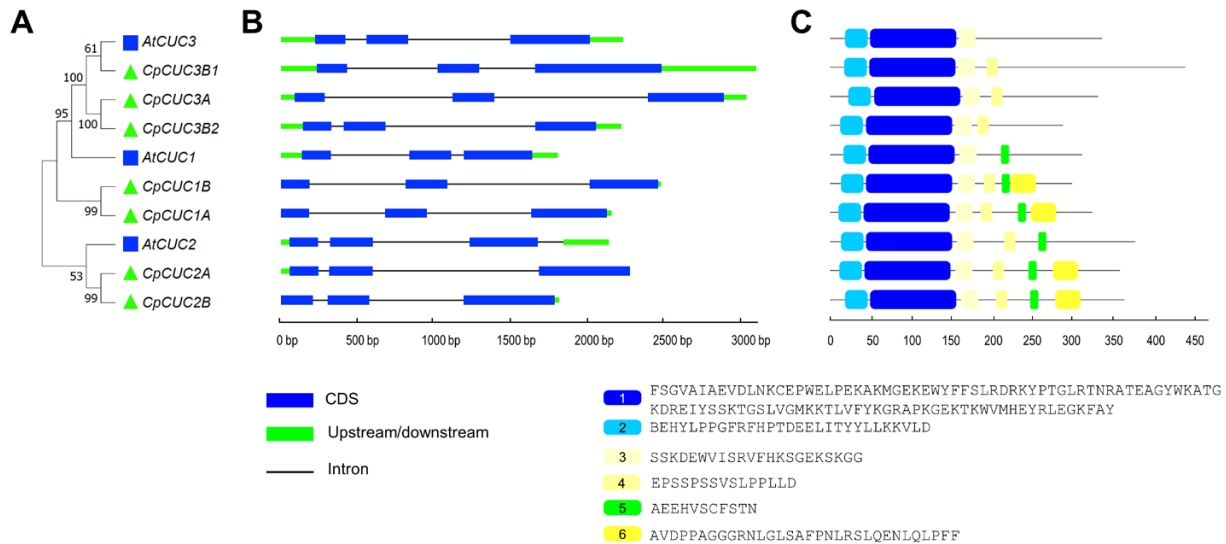 A
B
C
AtCUC3
CpCUC3B1
CpCUC3A
CpCUC3B2
AtCUC1
CpCUC1B
CpCUC1A
AtCUC2
CpCUC2A
CpCUC2B
61
100
95
100
99
53
99
0 bp 500 bp 1000 bp 1500 bp 2000 bp 2500 bp 3000 bp
0 50 100 150 200 250 300 350 400 450
CDS
Upstream/downstream
Intron
1 FSGVAIAEVDLNKCEPWELPEKAKMGEKEWYFFSLRDRKYPTGLRTNRATEAGYWKATG
KDREIYSSKTGSLVGMKKTLVFYKGRAPKGEKTKWVMHEYRLEGKFAY
2 BEHYLPPGFRFHPTDEELITYYLLKKVLD
3 SSKDEWVISRVFHKSGEKSKGG
4 EPSSPSSVSLPPLLD
5 AEEHVSCFSTN
6 AVDPPAGGGRNLGLSAFPNLRSLQENLQLPFF